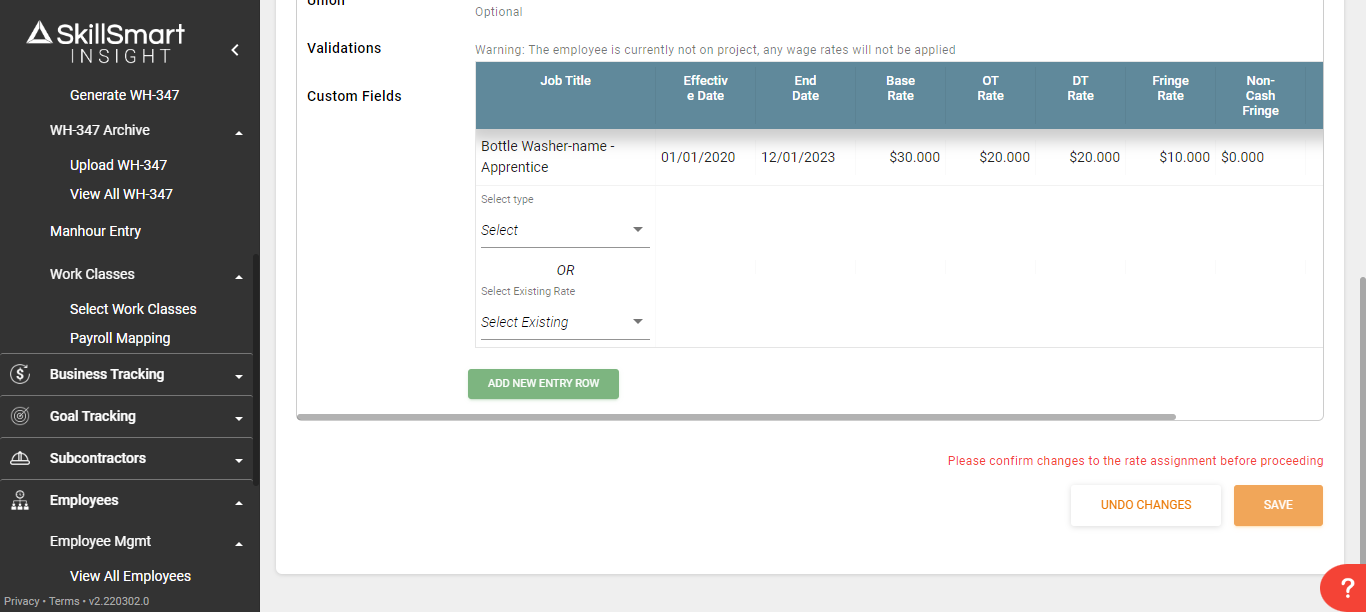 SkillSmart
INSIGHT
Generate WH-347
WH-347 Archive
Upload WH-347
View All WH-347
Manhour Entry
Work Classes
Select Work Classes
Payroll Mapping
Business Tracking
Goal Tracking
Subcontractors
Employees
Employee Mgmt
View All Employees
Privacy • Terms • v2.220302.0
Union
Optional
Validations
Custom Fields
Warning: The employee is currently not on project, any wage rates will not be applied
Job Title
Effectiv
e Date
End
Date
Base
Rate
OT
Rate
DT
Rate
Fringe
Rate
Non-
Cash
Fringe
Bottle Washer-name -
Apprentice
01/01/2020
12/01/2023
$30.000
$20.000
$20.000
$10.000
$0.000
Select type
Select
OR
Select Existing Rate
Select Existing
ADD NEW ENTRY ROW
Please confirm changes to the rate assignment before proceeding
UNDO CHANGES
SAVE
?